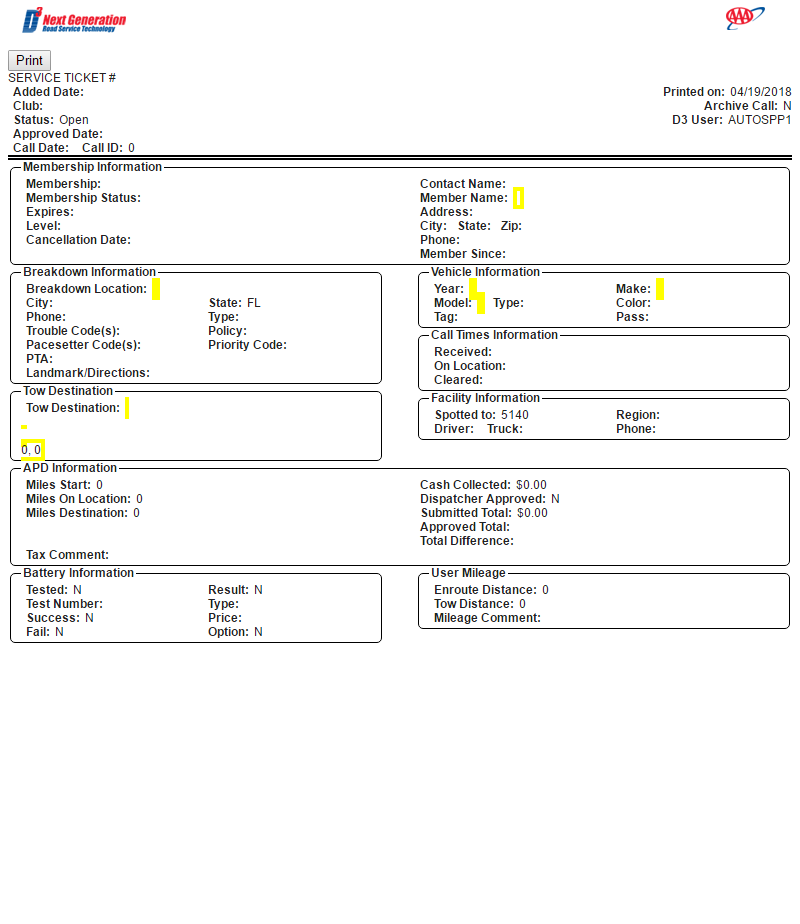 D3 Next Generation
Road Service Technology
AAA
Print
SERVICE TICKET #
Added Date:
Printed on: 04/19/2018
Club:
Archive Call: N
Status: Open
D3 User: AUTOSPP1
Approved Date:
Call Date: Call ID: 0
Membership Information
Membership:
Contact Name:
Membership Status:
Member Name:
Expires:
Address:
Level:
City: State: Zip:
Cancellation Date:
Phone:
Member Since:
Breakdown Information
Breakdown Location:
City: State: FL
Phone: Type:
Trouble Code(s): Policy:
Pacesetter Code(s): Priority Code:
PTA:
Landmark/Directions:
Vehicle Information
Year: Make:
Model: Type: Color:
Tag: Pass:
Call Times Information
Received:
On Location:
Cleared:
Tow Destination
Tow Destination:
0, 0
Facility Information
Spotted to: 5140 Region:
Driver: Truck: Phone:
APD Information
Miles Start: 0
Cash Collected: $0.00
Miles On Location: 0
Dispatcher Approved: N
Miles Destination: 0
Submitted Total: $0.00
Approved Total:
Total Difference:
Tax Comment:
Battery Information
Tested: N Result: N
Test Number: Type:
Success: N Price:
Fail: N Option: N
User Mileage
Enroute Distance: 0
Tow Distance: 0
Mileage Comment: